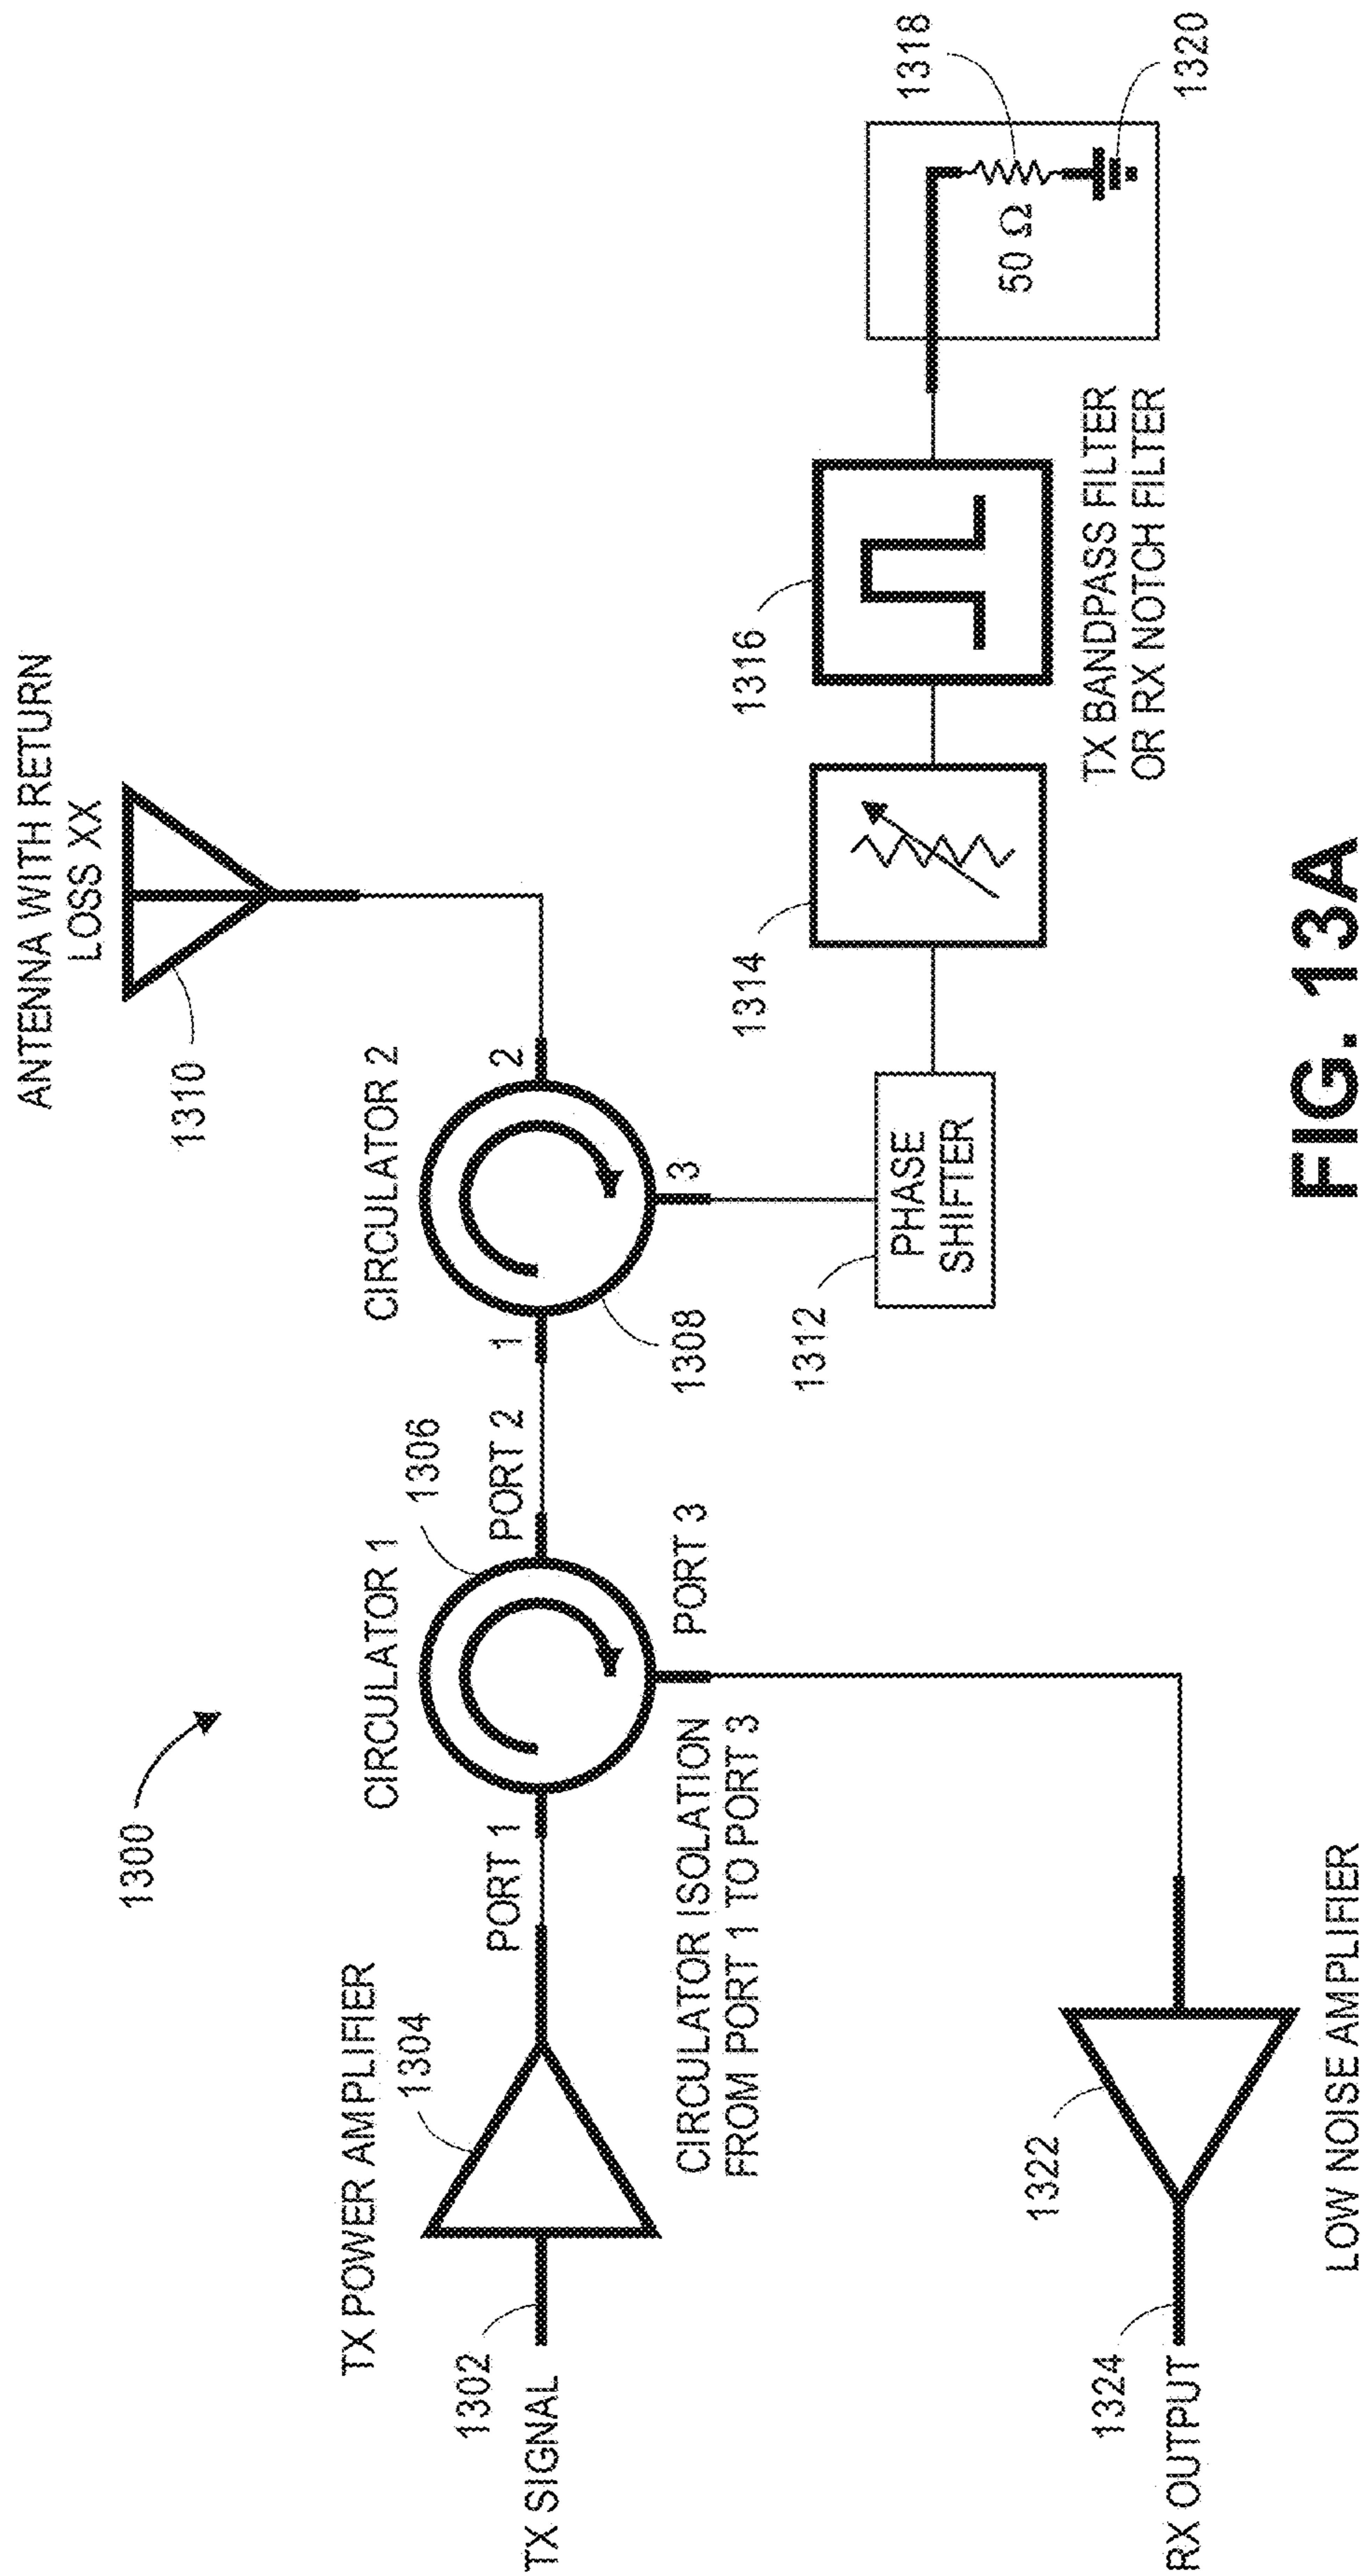 1300
ANTENNA WITH RETURN
LOSS XX
1310
TX POWER AMPLIFIER
1304
1302
TX SIGNAL
PORT 1
CIRCULATOR 1
1306
PORT 2
PORT 3
CIRCULATOR ISOLATION
FROM PORT 1 TO PORT 3
CIRCULATOR 2
1
2
3
1308
PHASE
SHIFTER
1312
1314
1316
TX BANDPASS FILTER
OR RX NOTCH FILTER
50 Ω
1318
1320
1322
LOW NOISE AMPLIFIER
1324
RX OUTPUT
FIG. 13A